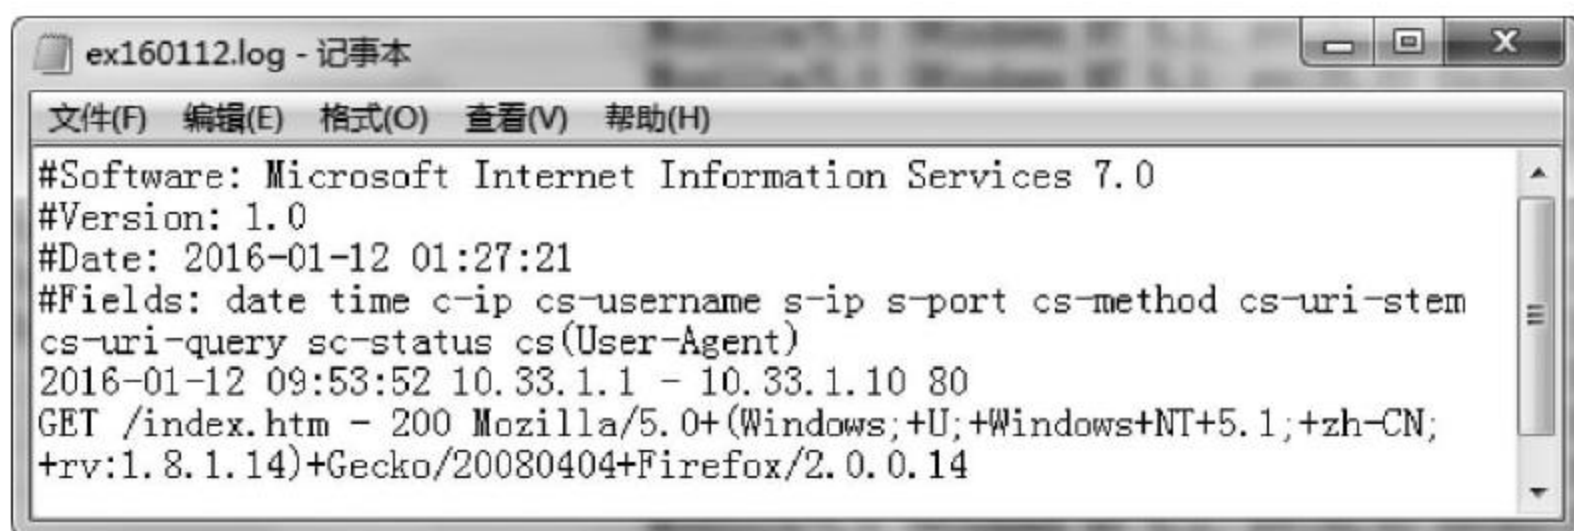 ex160112.log - 记事本
文件(F) 编辑(E) 格式(O) 查看(V) 帮助(H)
#Software: Microsoft Internet Information Services 7.0
#Version: 1.0
#Date: 2016-01-12 01:27:21
#Fields: date time c-ip cs-username s-ip s-port cs-method cs-uri-stem
cs-uri-query sc-status cs(User-Agent)
2016-01-12 09:53:52 10.33.1.1 - 10.33.1.10 80
GET /index.htm - 200 Mozilla/5.0+(Windows;+U;+Windows+NT+5.1;+zh-CN;
+rv:1.8.1.14)+Gecko/20080404+Firefox/2.0.0.14